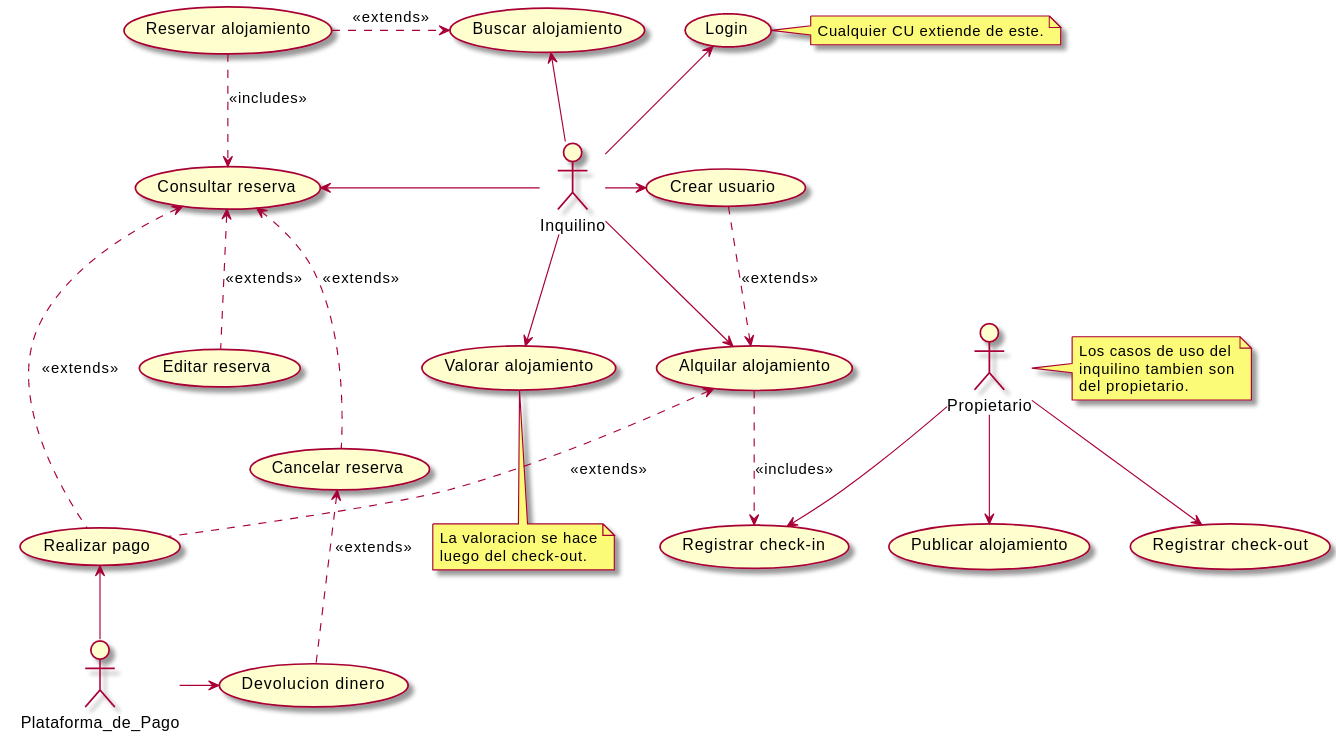 Reservar alojamiento
«extends»
Buscar alojamiento
Login
Cualquier CU extiende de este.
«includes»
Consultar reserva
Crear usuario
Inquilino
«extends»
«extends»
«extends»
Editar reserva
Valorar alojamiento
Alquilar alojamiento
Los casos de uso del
inquilino tambien son
del propietario.
«extends»
Propietario
Cancelar reserva
«extends»
«includes»
Realizar pago
«extends»
La valoracion se hace
luego del check-out.
Registrar check-in
Publicar alojamiento
Registrar check-out
Devolucion dinero
Plataforma_de_Pago